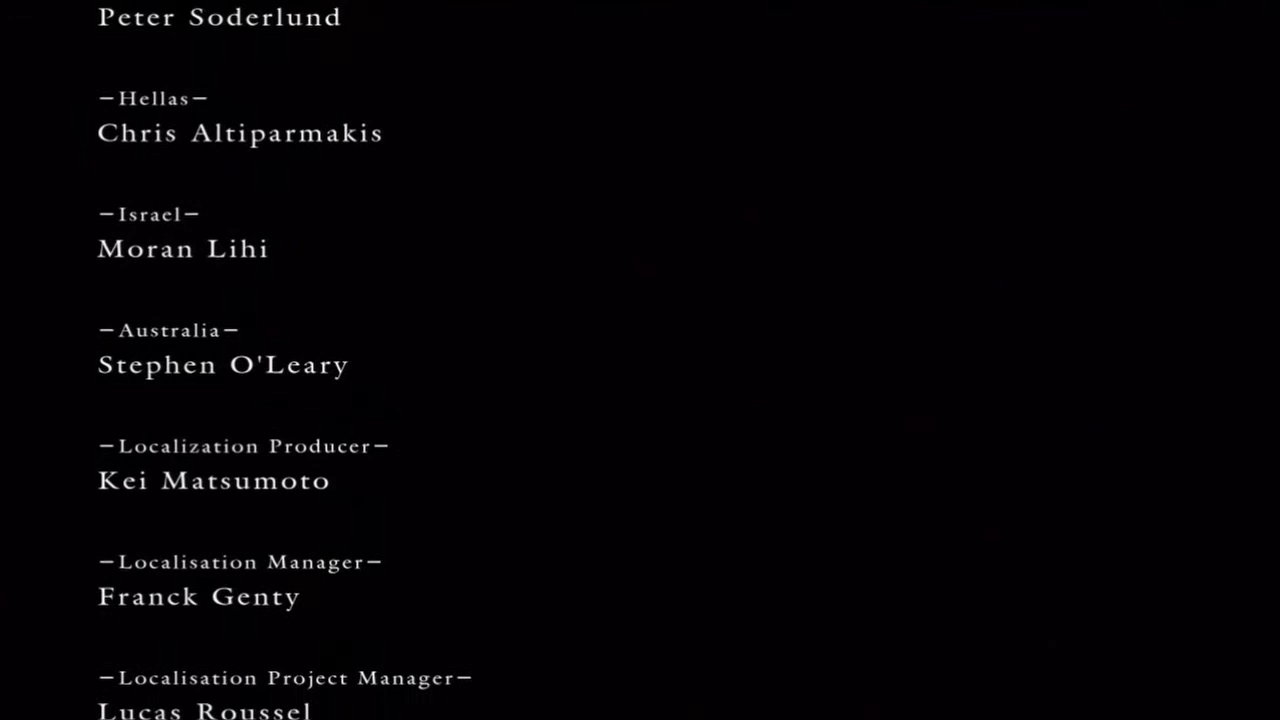 Peter Soderlund
−Hellas−
Chris Altiparmakis
−Israel−
Moran Lihi
−Australia−
Stephen O'Leary
−Localization Producer−
Kei Matsumoto
−Localisation Manager−
Franck Genty
−Localisation Project Manager−
Lucas Roussel